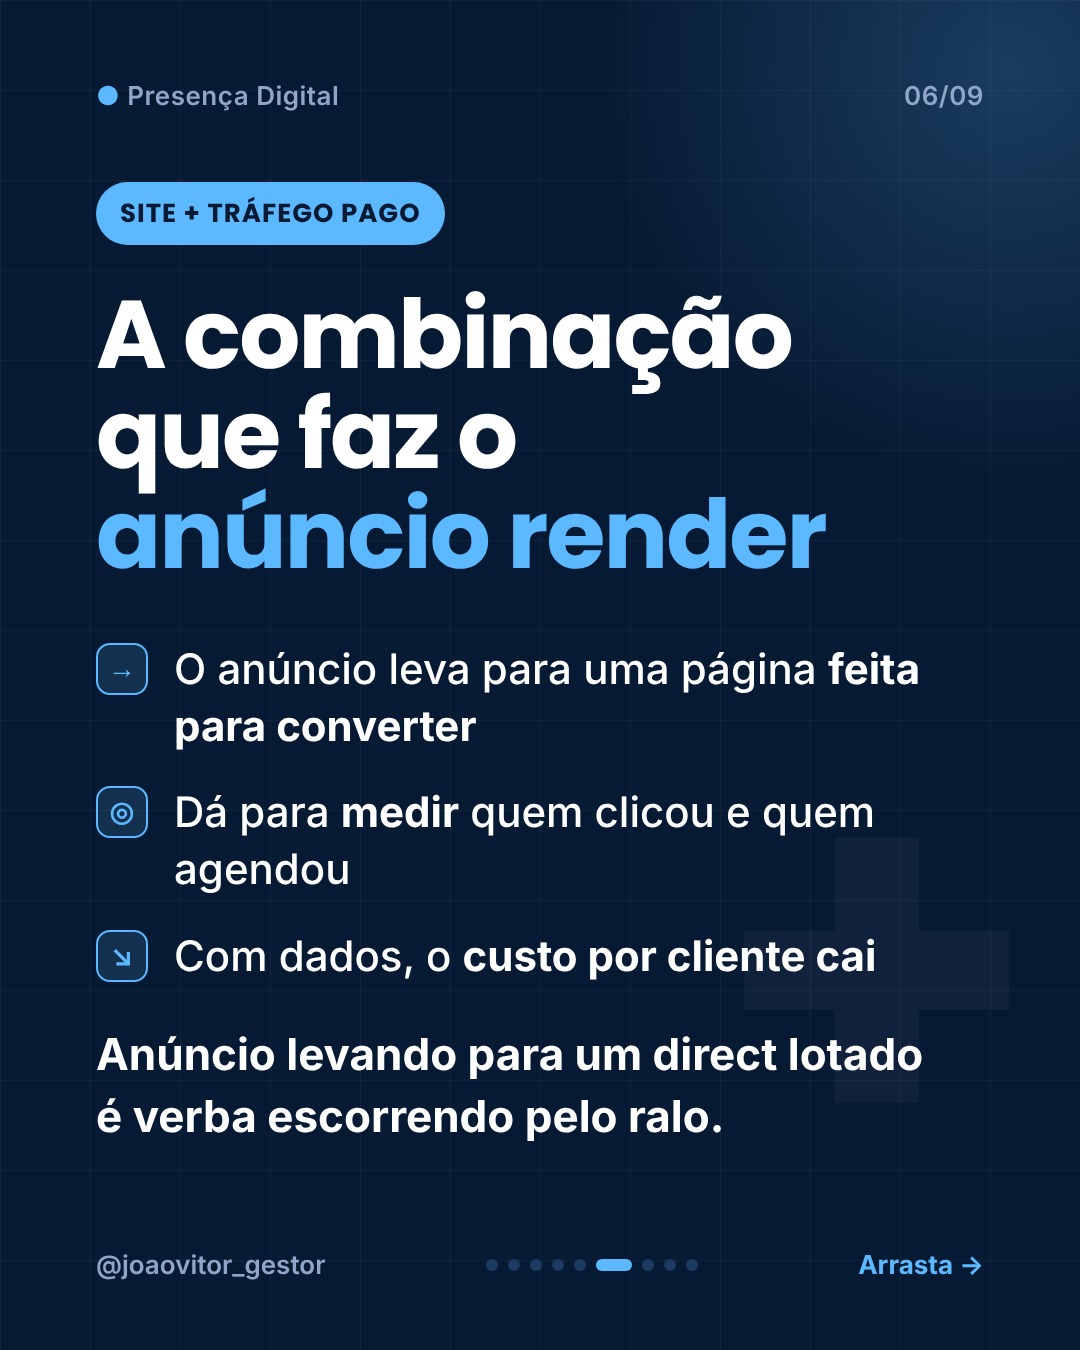 Presença Digital
06/09
SITE + TRÁFEGO PAGO
A combinação
que faz o
anúncio render
→ O anúncio leva para uma página feita
para converter
◎ Dá para medir quem clicou e quem
agendou
↘ Com dados, o custo por cliente cai
Anúncio levando para um direct lotado
é verba escorrendo pelo ralo.
@joaovitor_gestor
Arrasta →